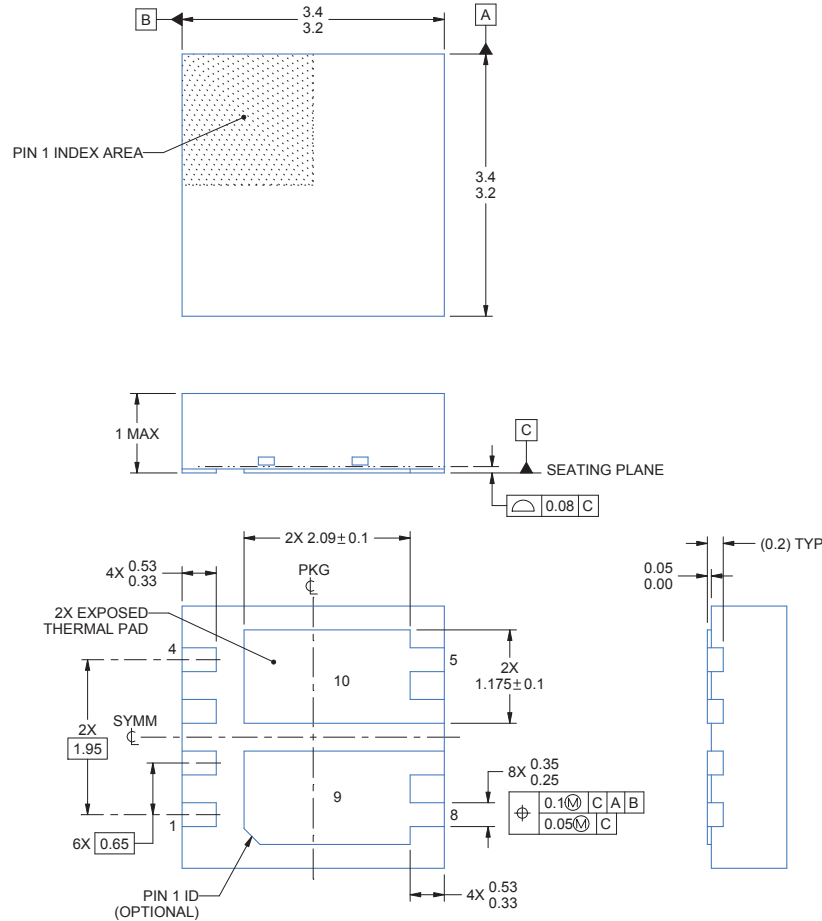 B
3.4
3.2
A
PIN 1 INDEX AREA
3.4
3.2
1 MAX
C
SEATING PLANE
0.08 C
2X 2.09±0.1
4X 0.53
0.33
PKG
℄
(0.2) TYP
0.05
0.00
2X EXPOSED
THERMAL PAD
4
5
10
2X
1.175±0.1
2X
1.95
SYMM
℄
8X 0.35
0.25
9
0.1Ⓜ C A B
0.05Ⓜ C
1
8
6X 0.65
PIN 1 ID
(OPTIONAL)
4X 0.53
0.33